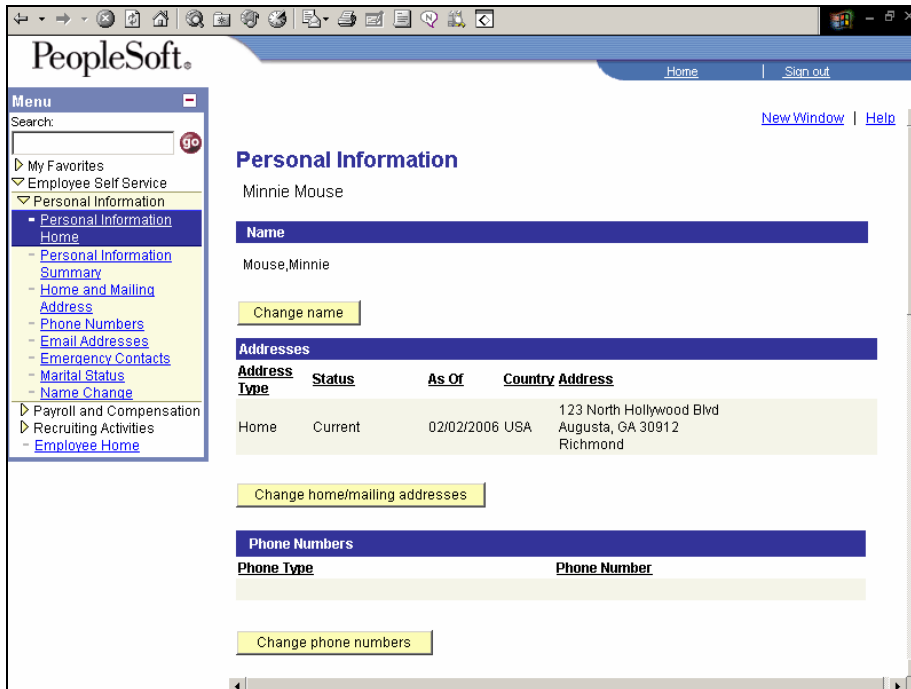 PeopleSoft®
Home | Sign out
Menu
Search:
go
My Favorites
Employee Self Service
Personal Information
Personal Information
Home
Personal Information
Summary
Home and Mailing
Address
Phone Numbers
Email Addresses
Emergency Contacts
Marital Status
Name Change
Payroll and Compensation
Recruiting Activities
Employee Home
New Window | Help
Personal Information
Minnie Mouse
Name
Mouse,Minnie
Change name
Addresses
Address
Type Status As Of Country Address
Home Current 02/02/2006 USA 123 North Hollywood Blvd
Augusta, GA 30912
Richmond
Change home/mailing addresses
Phone Numbers
Phone Type Phone Number
Change phone numbers